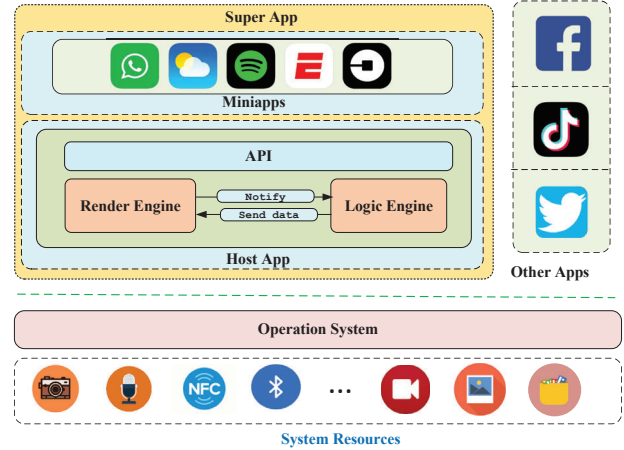 Super App
Miniapps
API
Render Engine
Notify
Send data
Logic Engine
Host App
Other Apps
Operation System
NFC
...
System Resources